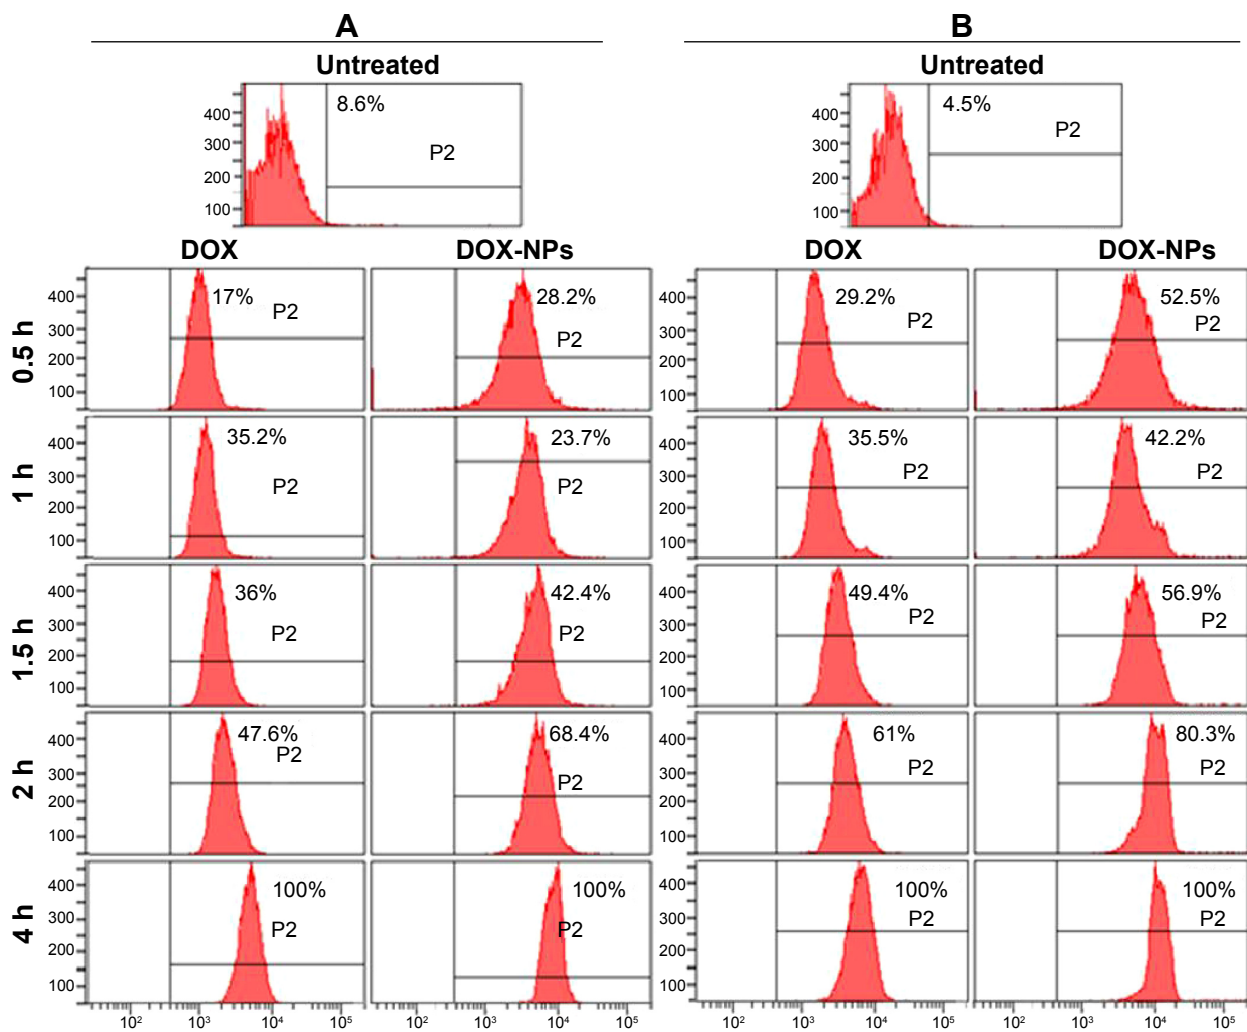 A B
Untreated Untreated
400 8.6% 400 4.5%
300 P2 300 P2
200 200
100 100
DOX DOX-NPs DOX DOX-NPs
0.5 h
400 17% P2 28.2% 400 29.2% 52.5%
300 P2 300 P2 P2
200 200
100 100
1 h
400 35.2% 23.7% 400 35.5% 42.2%
300 P2 P2 300 P2 P2
200 200
100 100
1.5 h
400 36% 42.4% 400 49.4% 56.9%
300 P2 P2 300 P2 P2
200 200
100 100
2 h
400 47.6% 68.4% 400 61% 80.3%
300 P2 P2 300 P2 P2
200 200
100 100
4 h
400 100% 100% 400 100% 100%
300 P2 P2 300 P2 P2
200 200
100 100
10² 10³ 10⁴ 10⁵ 10² 10³ 10⁴ 10⁵ 10² 10³ 10⁴ 10⁵ 10² 10³ 10⁴ 10⁵